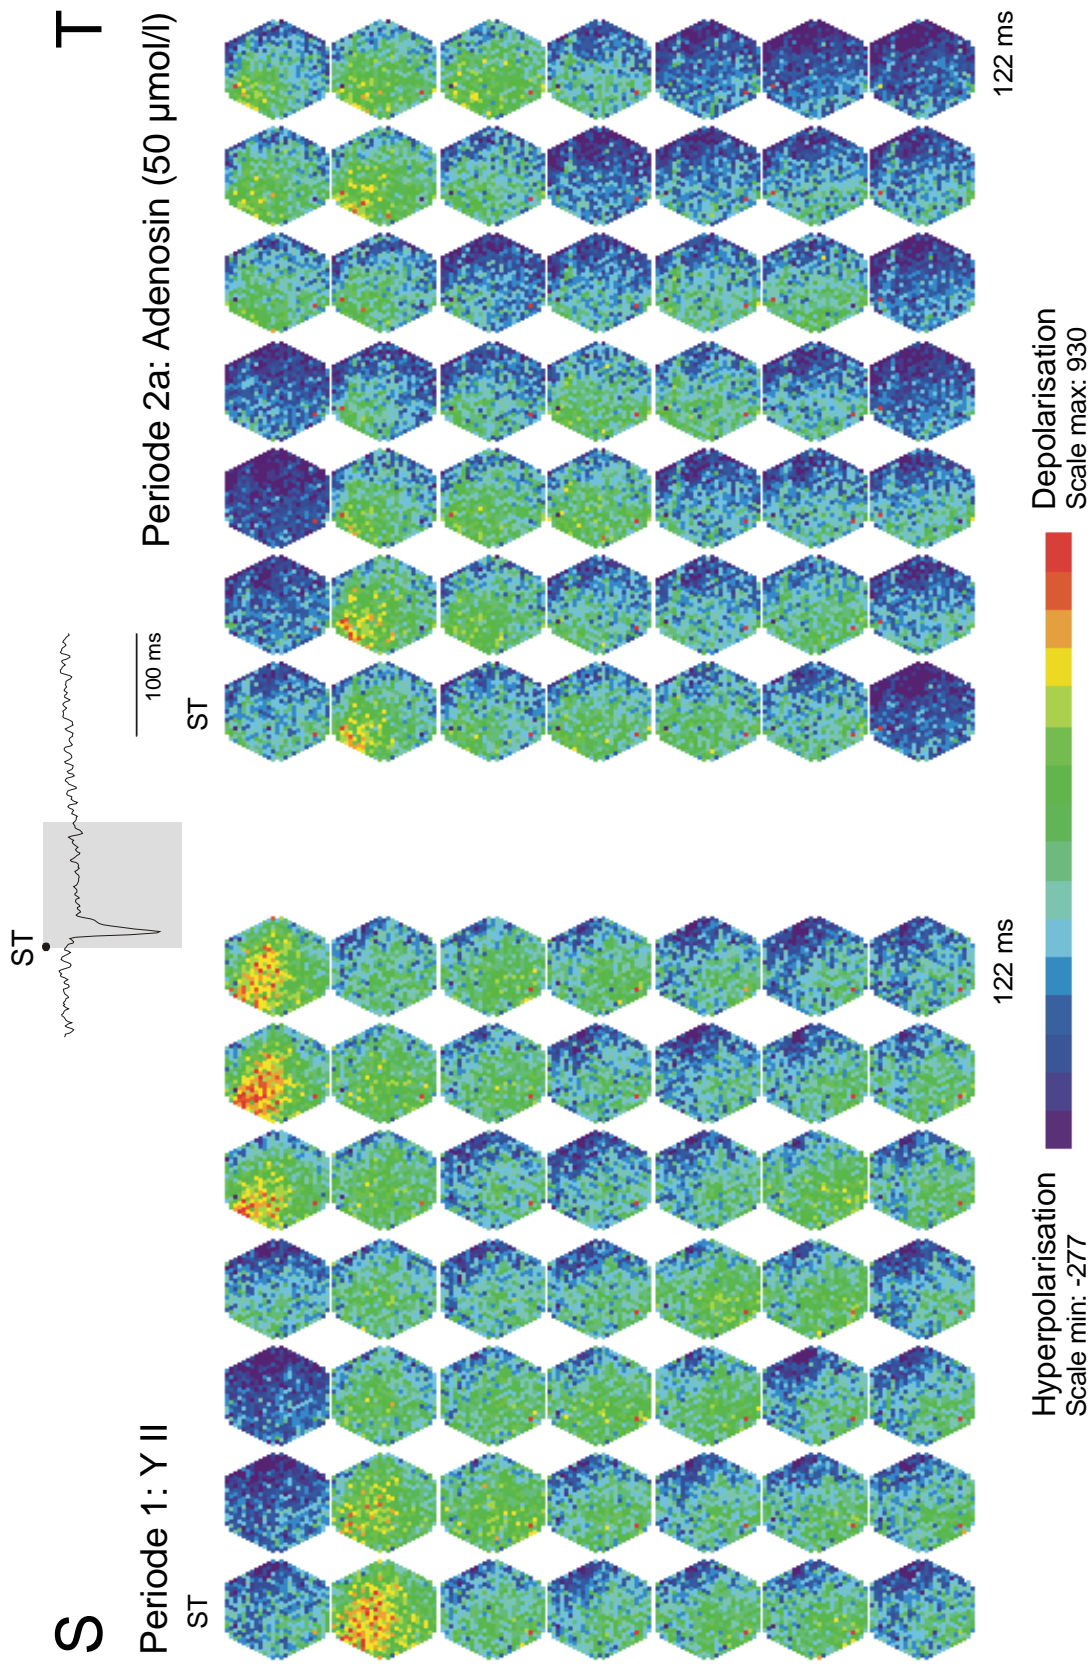 S
T
ST
100 ms
Periode 1: Y II
Periode 2a: Adenosin (50 µmol/l)
ST
ST
122 ms
122 ms
Hyperpolarisation
Scale min: -277
Depolarisation
Scale max: 930